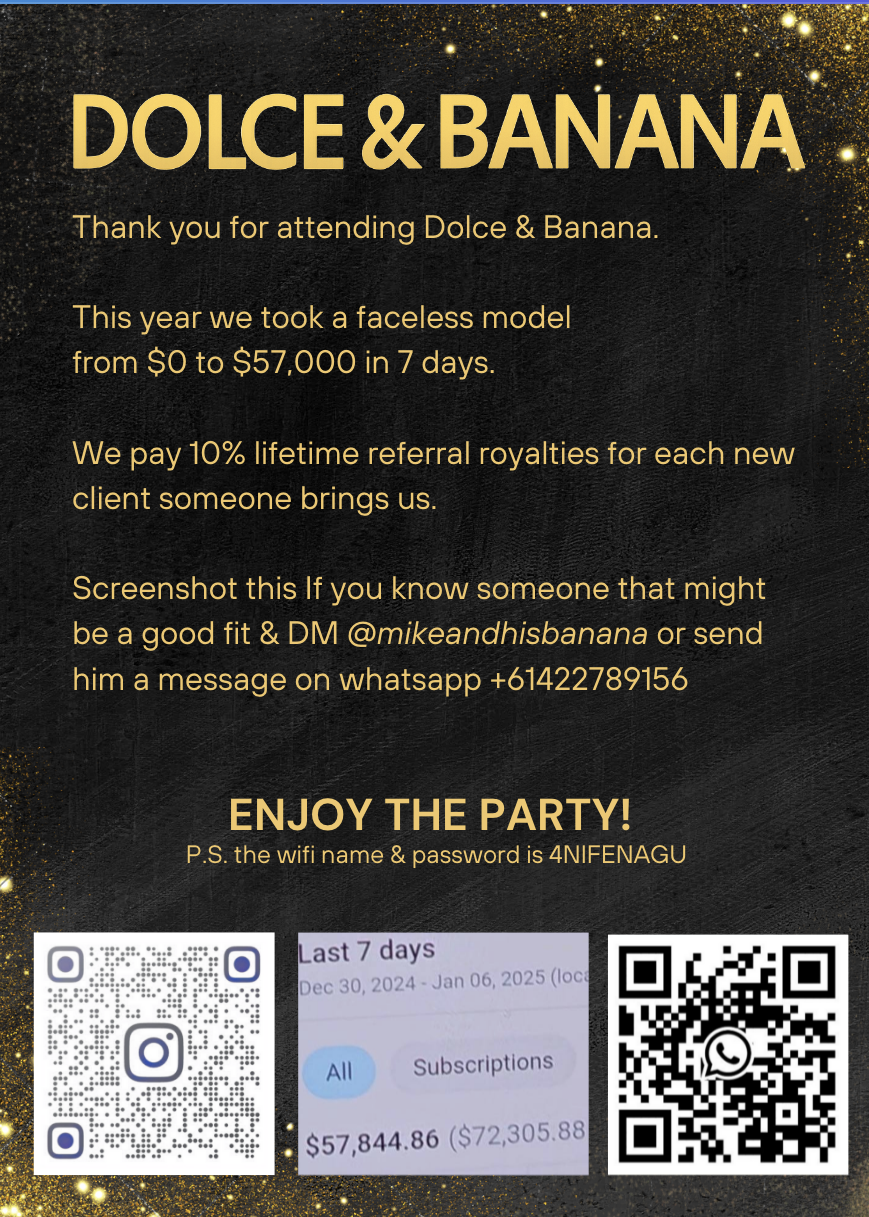 DOLCE & BANANA
Thank you for attending Dolce & Banana.
This year we took a faceless model
from $0 to $57,000 in 7 days.
We pay 10% lifetime referral royalties for each new
client someone brings us.
Screenshot this If you know someone that might
be a good fit & DM @mikeandhisbanana or send
him a message on whatsapp +61422789156
ENJOY THE PARTY!
P.S. the wifi name & password is 4NIFENAGU
Last 7 days
Dec 30, 2024 - Jan 06, 2025 (loca
All
Subscriptions
$57,844.86 ($72,305.88